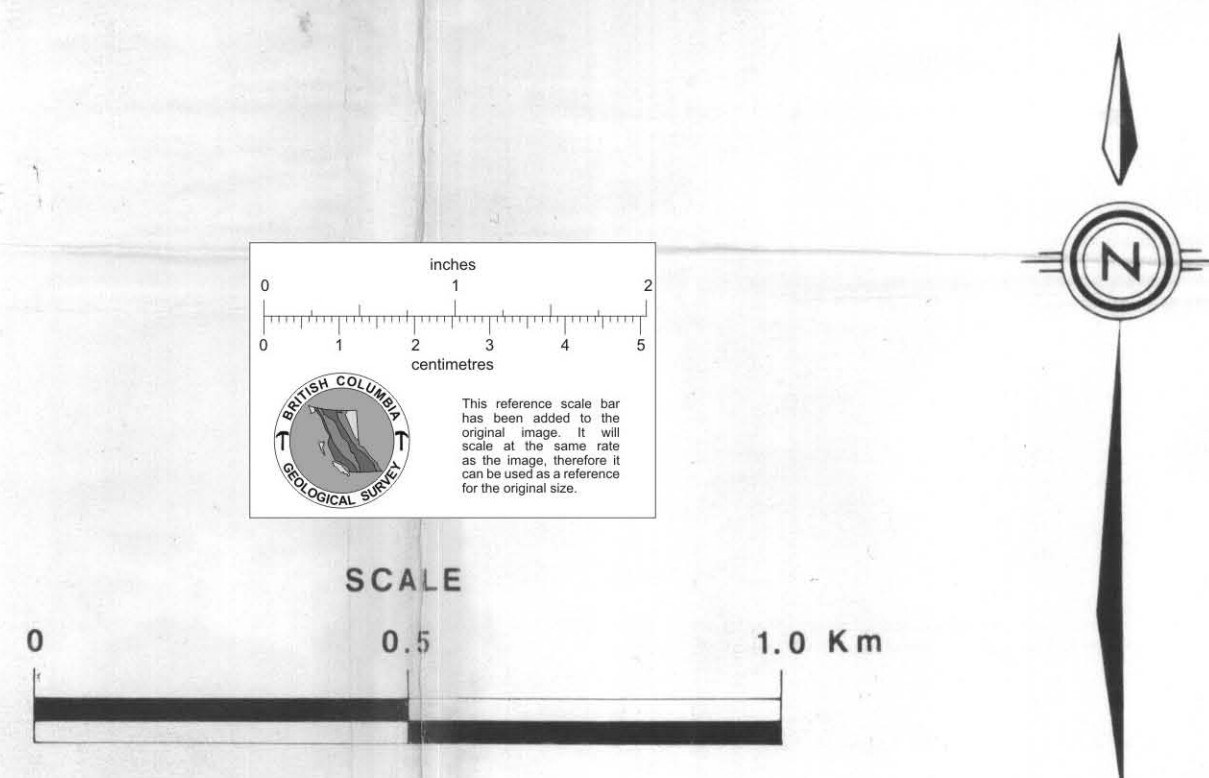 inches
0 1 2
0 1 2 3 4 5
centimetres
BRITISH COLUMBIA
GEOLOGICAL SURVEY
This reference scale bar
has been added to the
original image. It will
scale at the same rate
as the image, therefore it
can be used as a reference
for the original size.
N
SCALE
0 0.5 1.0 Km